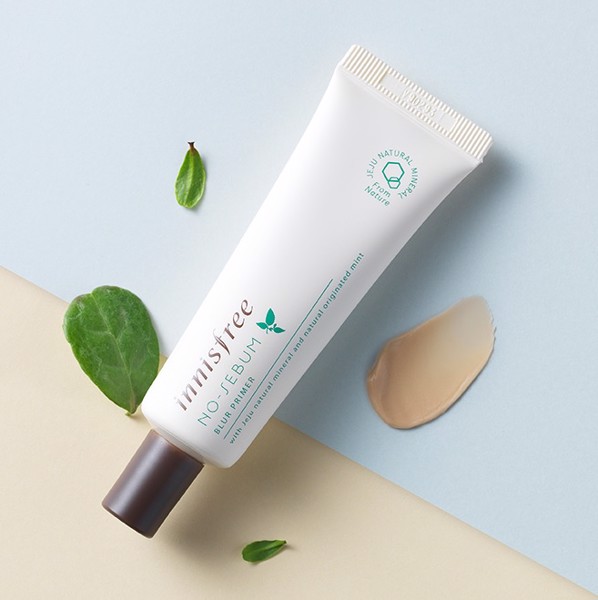 JEJU NATURAL MINERAL
From
Nature
innisfree
NO-SEBUM
BLUR PRIMER
with Jeju natural mineral and natural originated mint